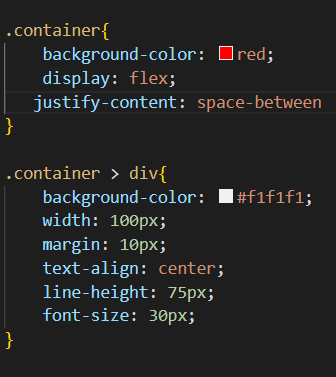 .container{
background-color: red;
display: flex;
justify-content: space-between
}
.container > div{
background-color: #f1f1f1;
width: 100px;
margin: 10px;
text-align: center;
line-height: 75px;
font-size: 30px;
}